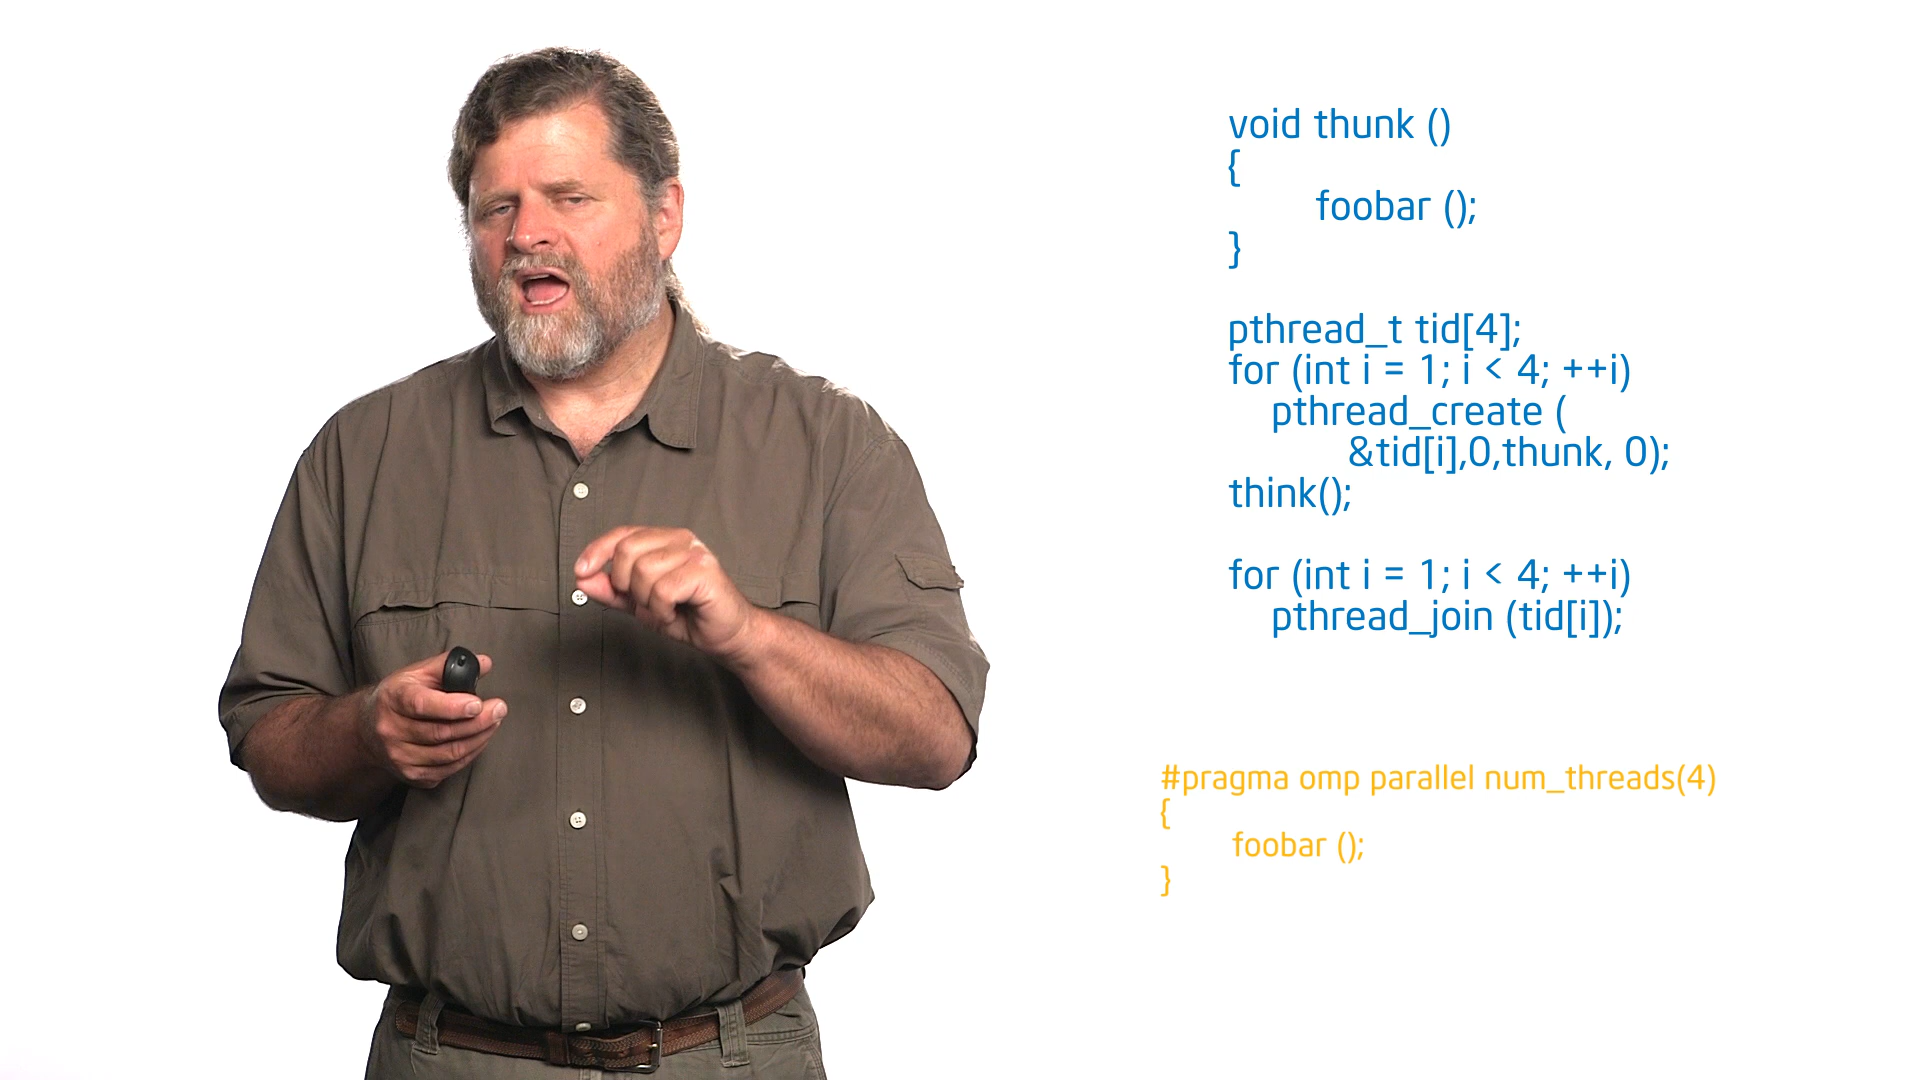 void thunk ()
{
foobar ();
}
pthread_t tid[4];
for (int i = 1; i < 4; ++i)
pthread_create (
&tid[i],0,thunk, 0);
think();
for (int i = 1; i < 4; ++i)
pthread_join (tid[i]);
#pragma omp parallel num_threads(4)
{
foobar ();
}